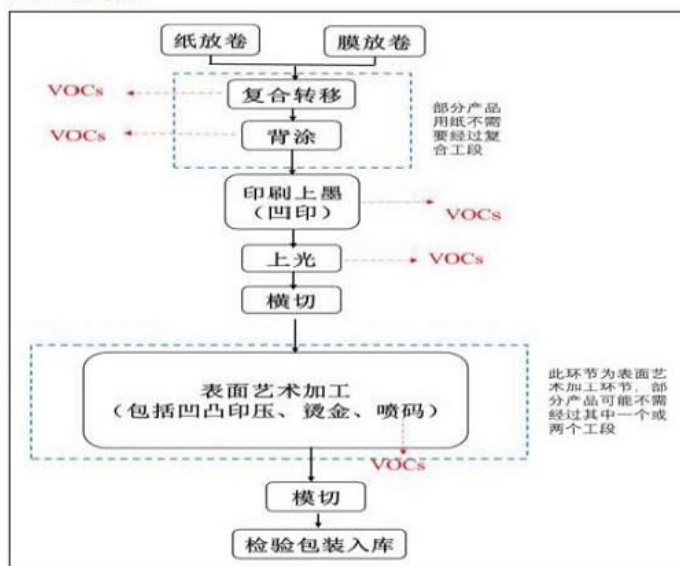 纸放卷
膜放卷
VOCs
复合转移
VOCs
背涂
部分产品
用纸不需
要经过复
合工段
印刷上墨
（凹印）
VOCs
上光
VOCs
横切
表面艺术加工
（包括凹凸印压、烫金、喷码）
此环节为表面艺
术加工环节，部
分产品可能不需
经过其中一个或
两个工段
VOCs
模切
检验包装入库